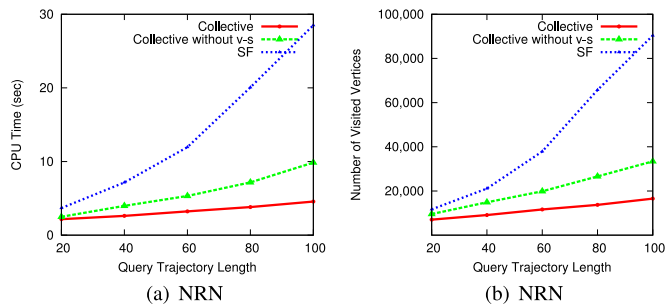 30
20
10
0
20
40
60
80
100
CPU Time (sec)
Query Trajectory Length
Collective
Collective without v-s
SF
(a) NRN
100,000
80,000
60,000
40,000
20,000
20
40
60
80
100
Number of Visited Vertices
Query Trajectory Length
Collective
Collective without v-s
SF
(b) NRN